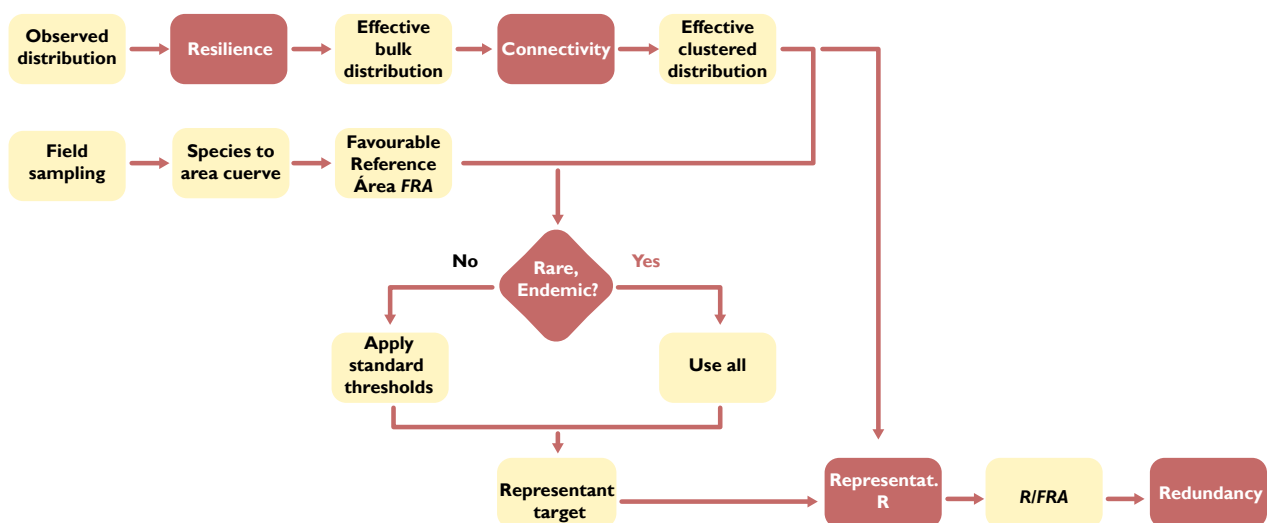 Observed
distribution
Resilience
Effective
bulk
distribution
Connectivity
Effective
clustered
distribution
Field
sampling
Species to
area cuerve
Favourable
Reference
Área FRA
No
Rare,
Endemic?
Yes
Apply
standard
thresholds
Use all
Representant
target
Representat.
R
R/FRA
Redundancy